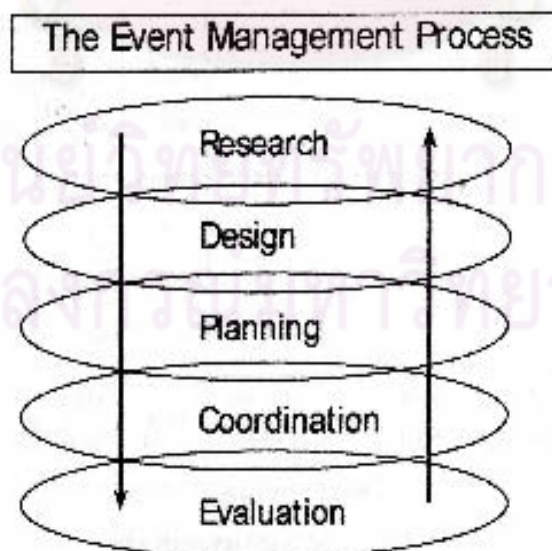 The Event Management Process
Research
Design
Planning
Coordination
Evaluation